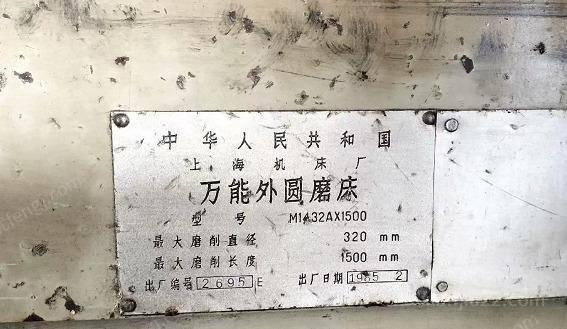 中华人民共和国
上海机床厂
万能外圆磨床
型号 M1432AX1500
最大磨削直径 320 mm
最大磨削长度 1500 mm
出厂编号 2695 E 出厂日期 1985 2